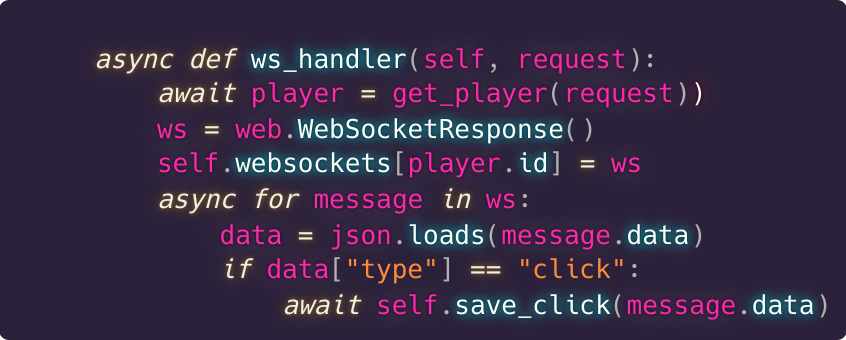 async def ws_handler(self, request):
    await player = get_player(request))
    ws = web.WebSocketResponse()
    self.websockets[player.id] = ws
    async for message in ws:
        data = json.loads(message.data)
        if data["type"] == "click":
            await self.save_click(message.data)